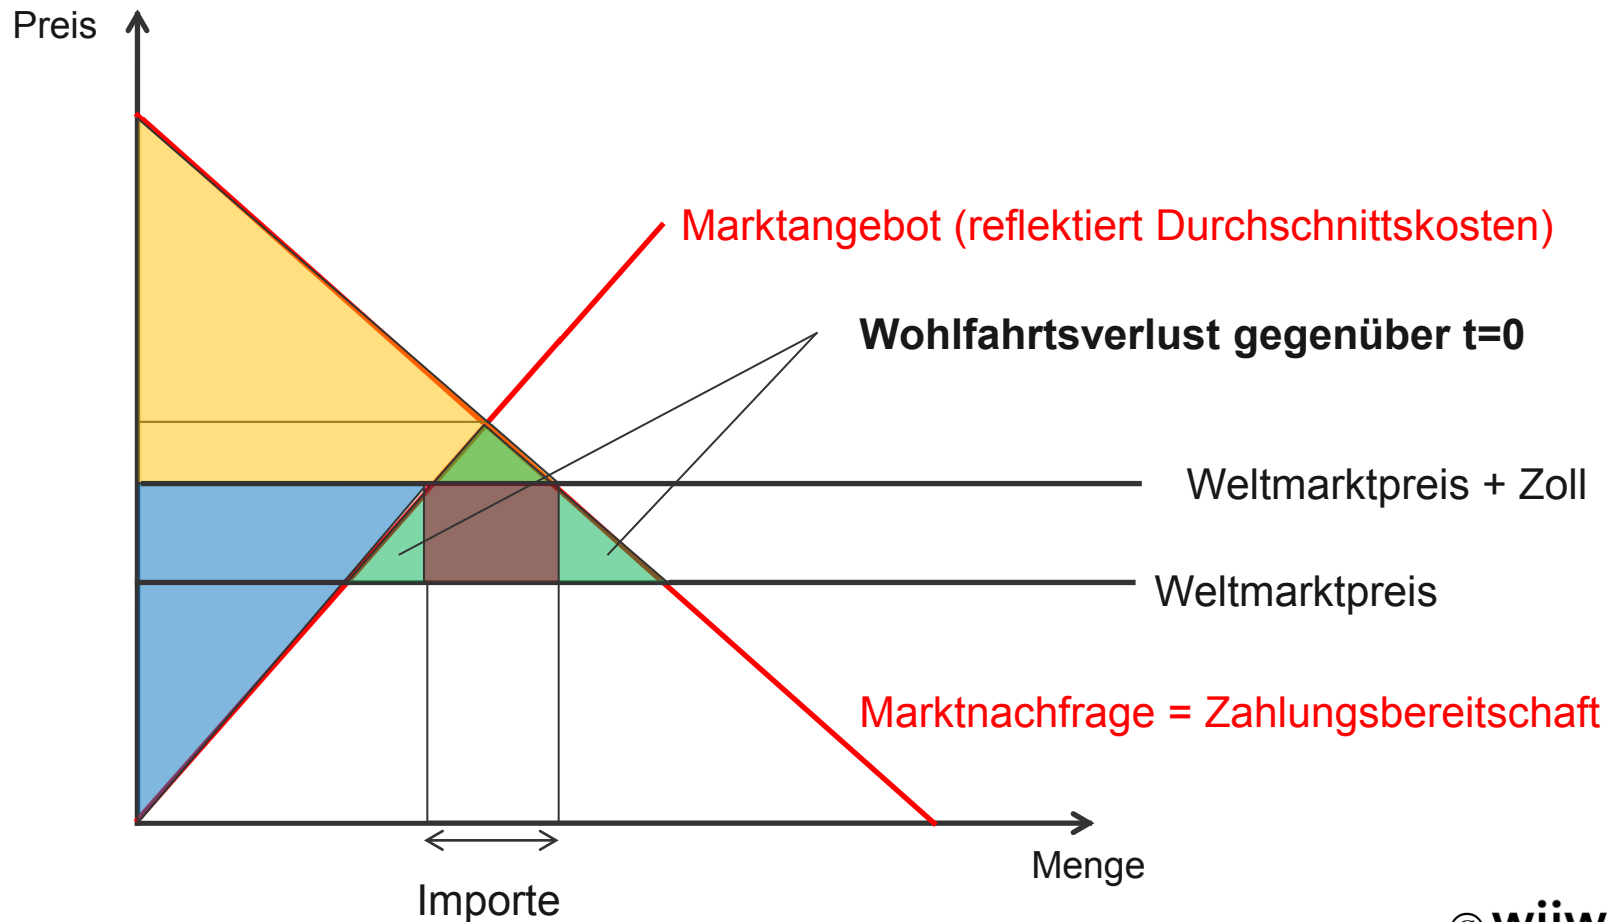 Preis
Marktangebot (reflektiert Durchschnittskosten)
Wohlfahrtsverlust gegenüber t=0
Weltmarktpreis + Zoll
Weltmarktpreis
Marktnachfrage = Zahlungsbereitschaft
Menge
Importe